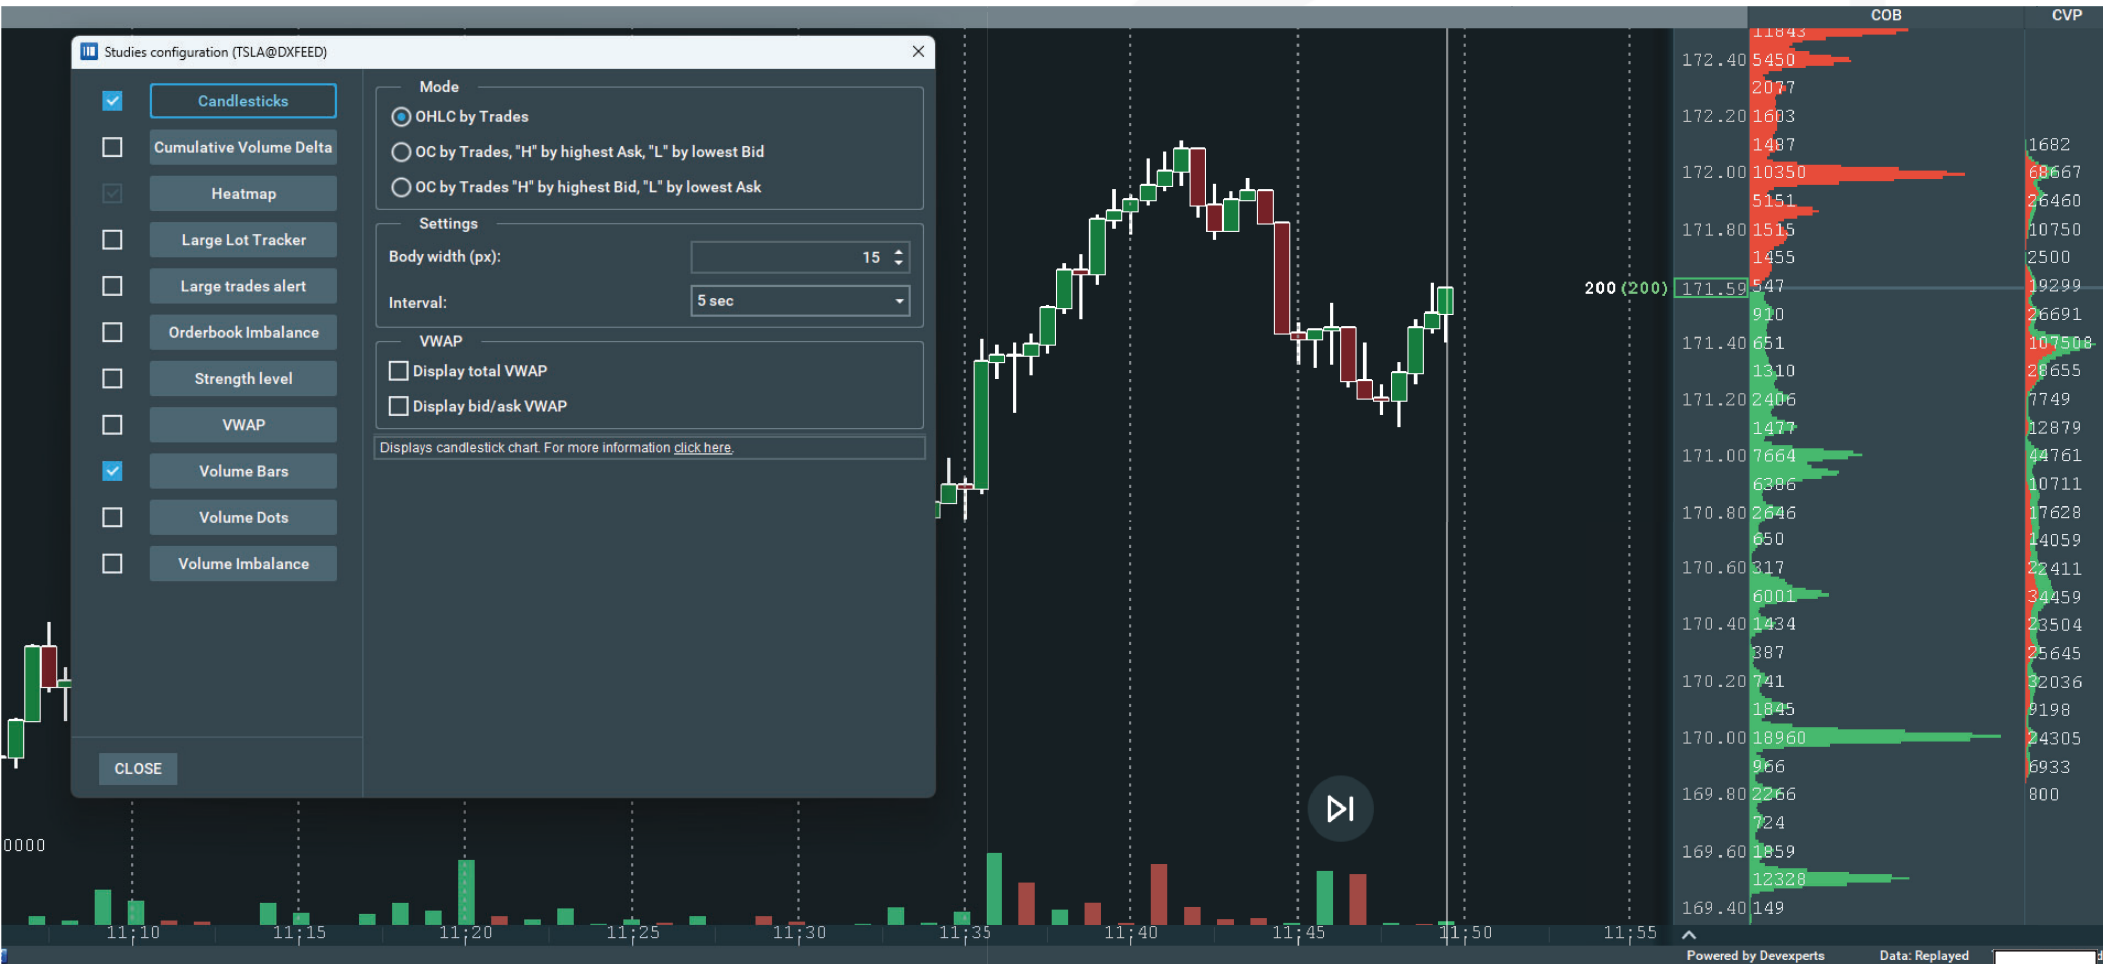 COB CVP
Studies configuration (TSLA@DXFEED)
Candlesticks
Cumulative Volume Delta
Heatmap
Large Lot Tracker
Large trades alert
Orderbook Imbalance
Strength level
VWAP
Volume Bars
Volume Dots
Volume Imbalance
CLOSE
Mode
OHLC by Trades
OC by Trades, "H" by highest Ask, "L" by lowest Bid
OC by Trades "H" by highest Bid, "L" by lowest Ask
Settings
Body width (px): 15
Interval: 5 sec
VWAP
Display total VWAP
Display bid/ask VWAP
Displays candlestick chart. For more information click here.
0000
200 (200)
11843
172.40 5450
2077
172.20 1603
1487 1682
172.00 10350 68667
5151 26460
171.80 1515 10750
1455 2500
171.59 547 19299
910 26691
171.40 651 107508
1310 28655
171.20 2406 7749
1477 12879
171.00 7664 44761
6386 10711
170.80 2646 17628
650 14059
170.60 317 22411
6001 34459
170.40 1434 23504
387 25645
170.20 741 32036
1845 9198
170.00 18960 24305
966 6933
169.80 2266 800
724
169.60 1859
12328
169.40 149
11:10 11:15 11:20 11:25 11:30 11:35 11:40 11:45 11:50 11:55
Powered by Devexperts Data: Replayed